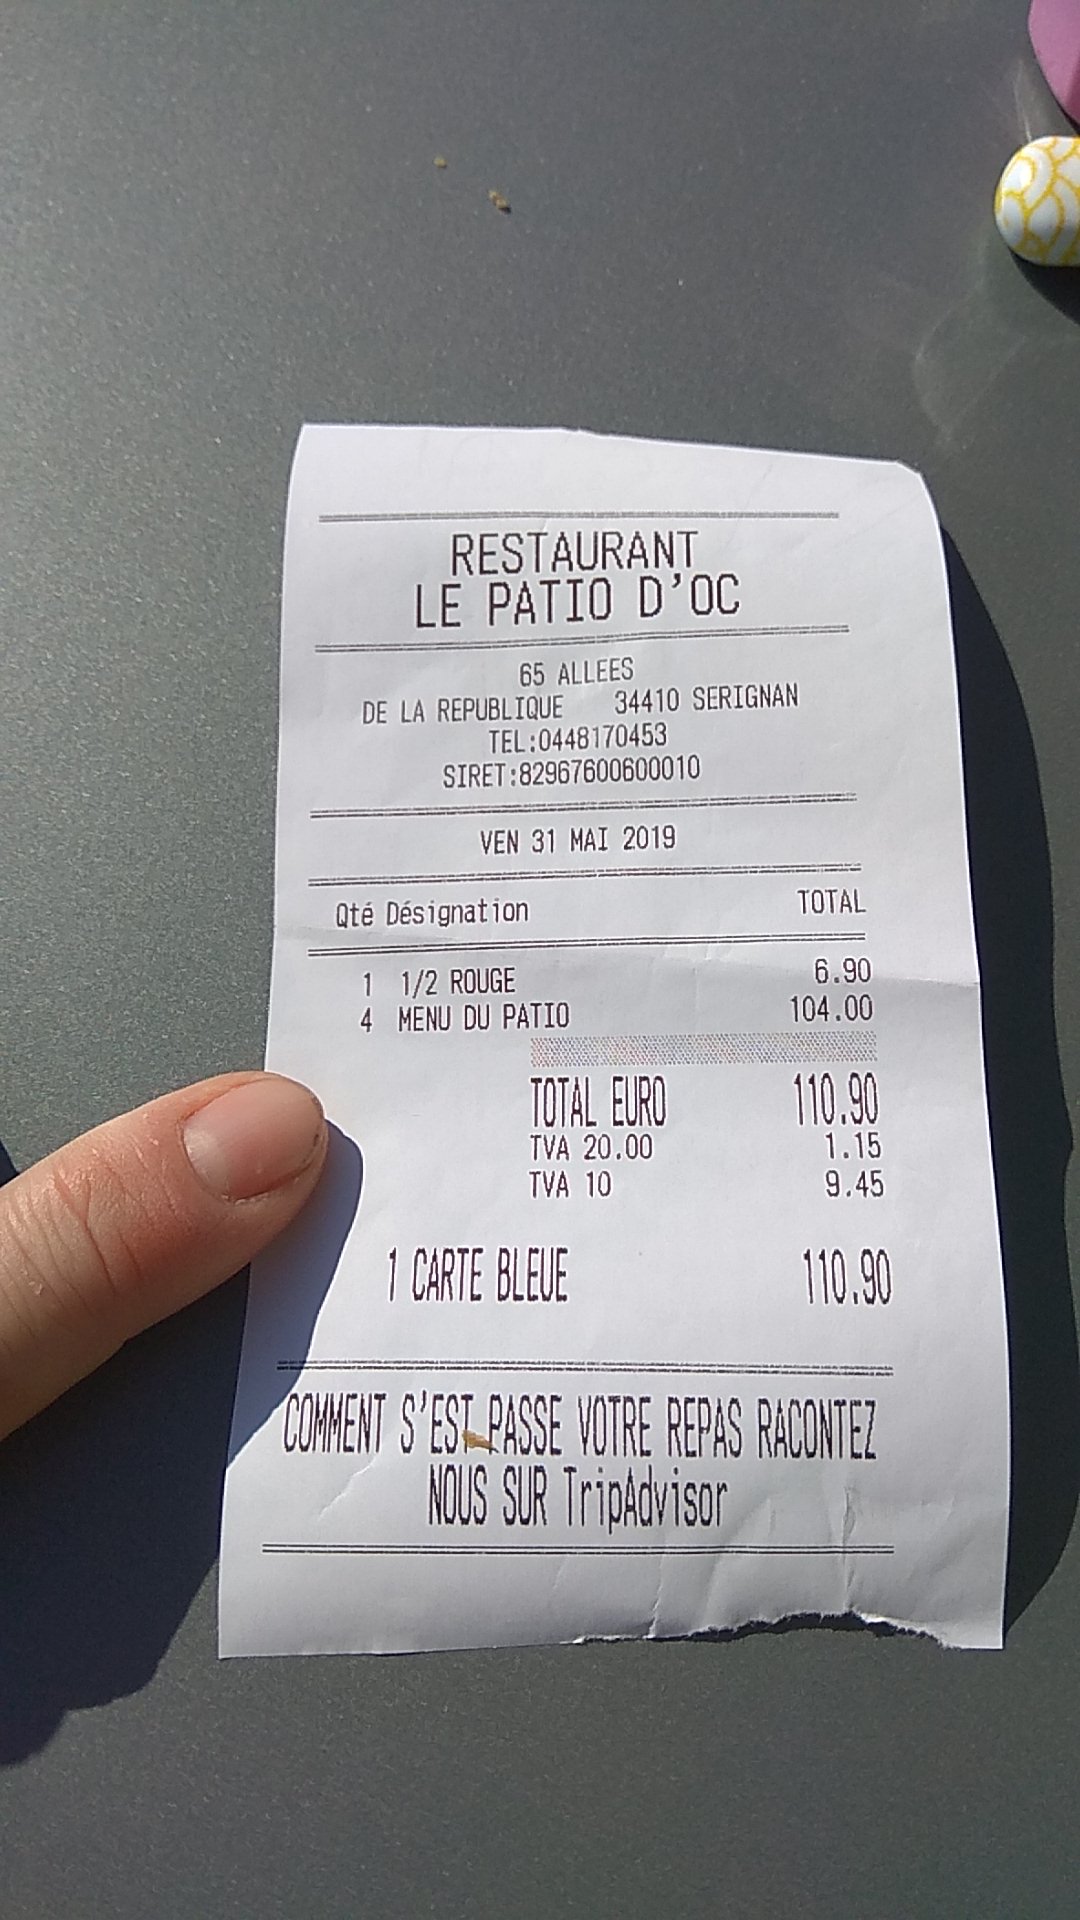 RESTAURANT
LE PATIO D'OC
65 ALLEES
DE LA REPUBLIQUE 34410 SERIGNAN
TEL:0448170453
SIRET:82967600600010
VEN 31 MAI 2019
Qté Désignation TOTAL
1 1/2 ROUGE 6.90
4 MENU DU PATIO 104.00
TOTAL EURO 110.90
TVA 20.00 1.15
TVA 10 9.45
1 CARTE BLEUE 110.90
COMMENT S'EST PASSE VOTRE REPAS RACONTEZ
NOUS SUR TripAdvisor